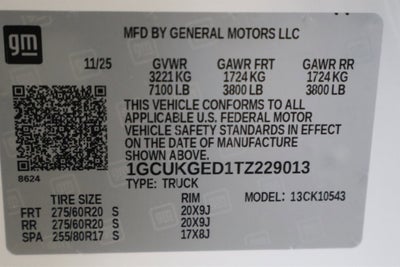 gm
MFD BY GENERAL MOTORS LLC
11/25 GVWR GAWR FRT GAWR RR
3221 KG 1724 KG 1724 KG
7100 LB 3800 LB 3800 LB
THIS VEHICLE CONFORMS TO ALL
APPLICABLE U.S. FEDERAL MOTOR
VEHICLE SAFETY STANDARDS IN EFFECT
ON THE DATE OF MANUFACTURE
SHOWN ABOVE.
8624 1GCUKGED1TZ229013
TYPE: TRUCK
TIRE SIZE RIM MODEL: 13CK10543
FRT 275/60R20 S 20X9J
RR 275/60R20 S 20X9J
SPA 255/80R17 S 17X8J